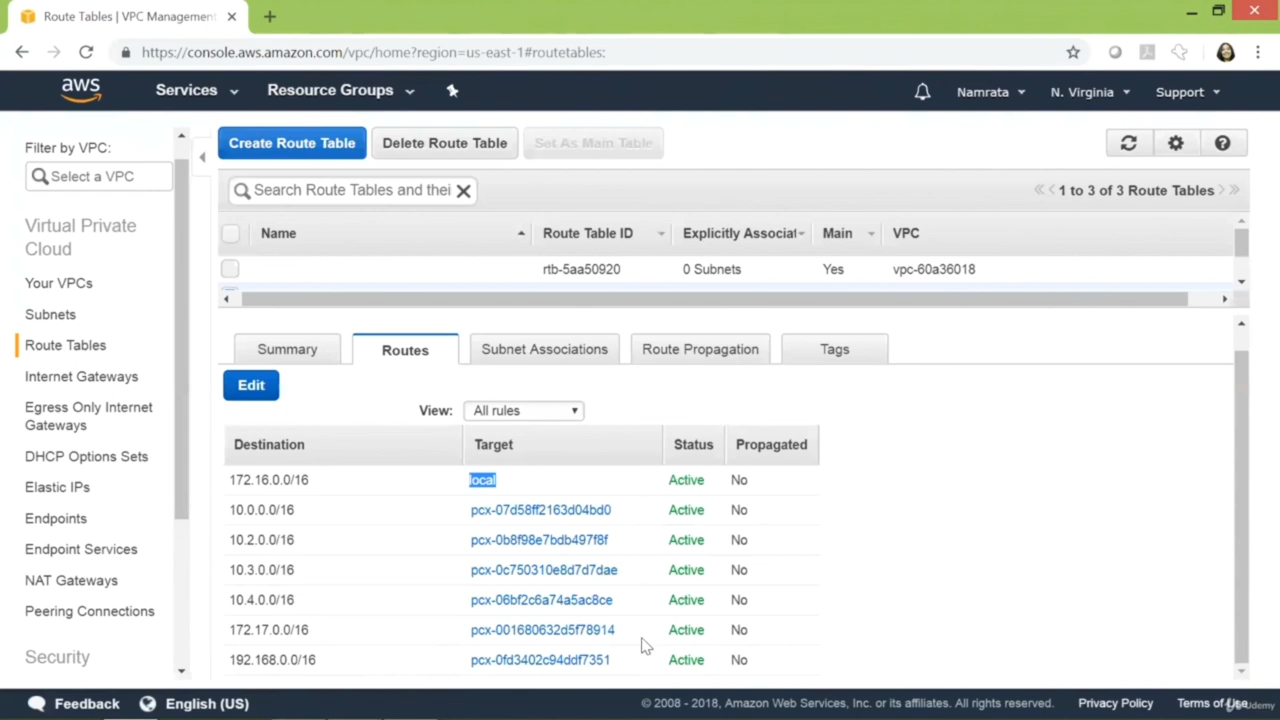 Route Tables | VPC Management
https://console.aws.amazon.com/vpc/home?region=us-east-1#routetables:
aws Services Resource Groups Namrata N. Virginia Support
Filter by VPC:
Select a VPC
Virtual Private
Cloud
Your VPCs
Subnets
Route Tables
Internet Gateways
Egress Only Internet
Gateways
DHCP Options Sets
Elastic IPs
Endpoints
Endpoint Services
NAT Gateways
Peering Connections
Security
Create Route Table Delete Route Table Set As Main Table
Search Route Tables and thei 1 to 3 of 3 Route Tables
Name Route Table ID Explicitly Associat Main VPC
rtb-5aa50920 0 Subnets Yes vpc-60a36018
Summary Routes Subnet Associations Route Propagation Tags
Edit
View: All rules
Destination Target Status Propagated
172.16.0.0/16 local Active No
10.0.0.0/16 pcx-07d58ff2163d04bd0 Active No
10.2.0.0/16 pcx-0b8f98e7bdb497f8f Active No
10.3.0.0/16 pcx-0c750310e8d7d7dae Active No
10.4.0.0/16 pcx-06bf2c6a74a5ac8ce Active No
172.17.0.0/16 pcx-001680632d5f78914 Active No
192.168.0.0/16 pcx-0fd3402c94ddf7351 Active No
Feedback English (US) © 2008 - 2018, Amazon Web Services, Inc. or its affiliates. All rights reserved. Privacy Policy Terms of Use
Udemy